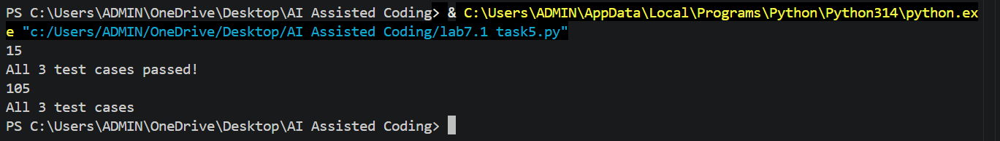 PS C:\Users\ADMIN\OneDrive\Desktop\AI Assisted Coding> & C:\Users\ADMIN\AppData\Local\Programs\Python\Python314\python.ex
e "c:/Users/ADMIN/OneDrive/Desktop/AI Assisted Coding/lab7.1 task5.py"
15
All 3 test cases passed!
105
All 3 test cases
PS C:\Users\ADMIN\OneDrive\Desktop\AI Assisted Coding>